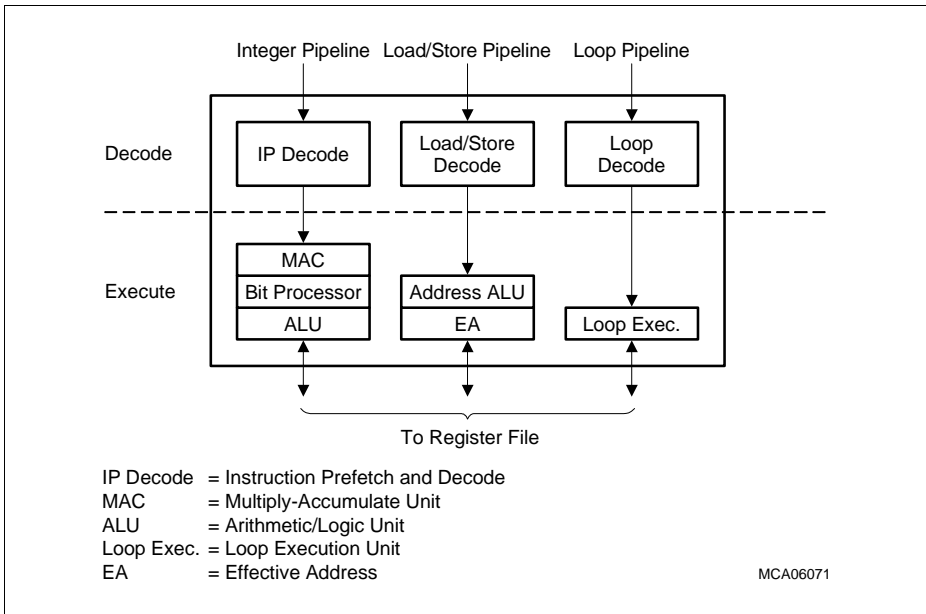 Integer Pipeline Load/Store Pipeline Loop Pipeline
Decode
IP Decode
Load/Store
Decode
Loop
Decode
Execute
MAC
Bit Processor
ALU
Address ALU
EA
Loop Exec.
To Register File
IP Decode = Instruction Prefetch and Decode
MAC = Multiply-Accumulate Unit
ALU = Arithmetic/Logic Unit
Loop Exec. = Loop Execution Unit
EA = Effective Address
MCA06071